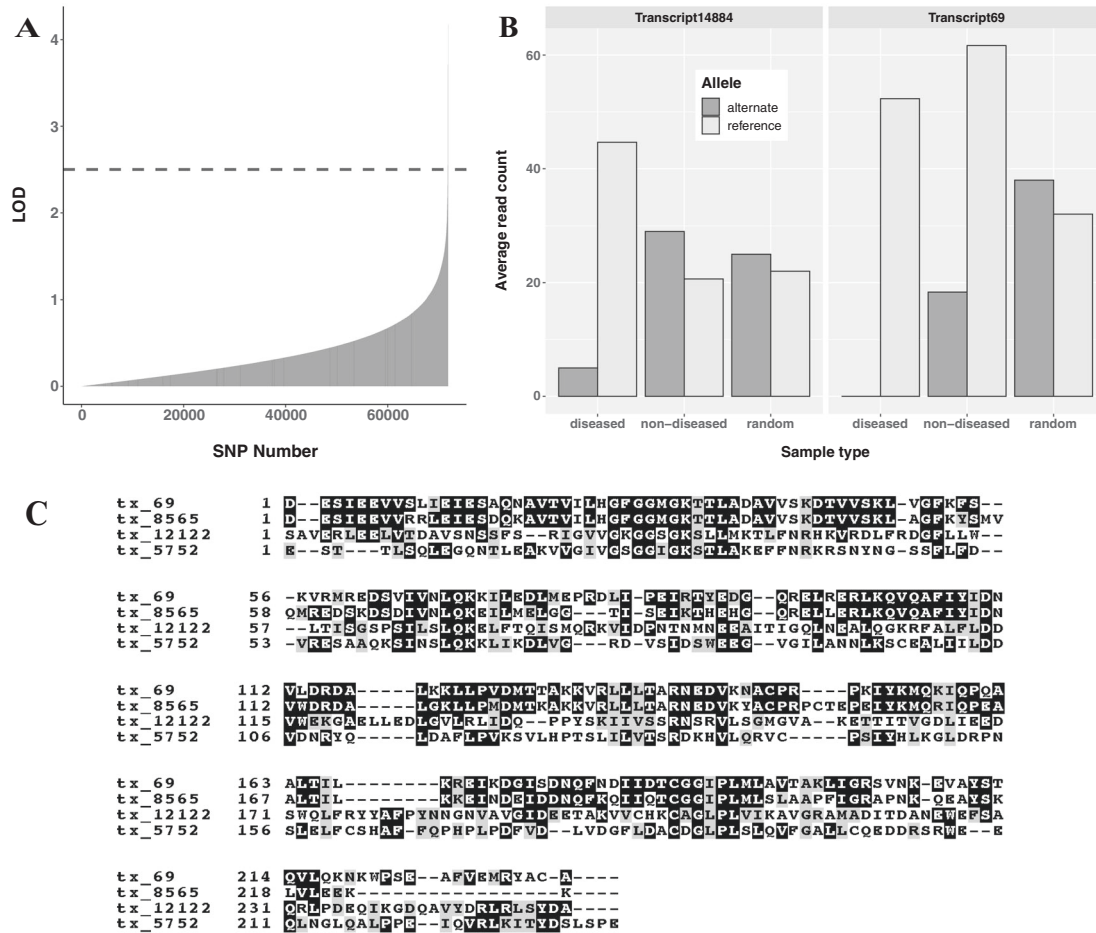 A
LOD
4
3
2
1
0
0
20000
40000
60000
SNP Number
B
Transcript14884
Transcript69
Average read count
60
40
20
0
Allele
alternate
reference
diseased
non-diseased
random
diseased
non-diseased
random
Sample type
C
tx_69 1 D--ESIEEVVSLIEIESAQNAVTVILHGFGGMGKTTLADAVVSKDTVVSKL-VGFKFS--
tx_8565 1 D--ESIEEVVRRLEIESDQKAVTVILHGFGGMGKTTLADAVVSKDTVVSKL-AGFKYSMV
tx_12122 1 SAVERLEELVTDAVSNSSFS--RIGVVGKGGSGKSLLMKTLFNRHKVRDLFRDGFLLW--
tx_5752 1 E--ST---TLSQLEGQNTLEAKVVGIVGSGGIGKSTLAKEFFNRKRSNYNG-SSFLFD--
tx_69 56 -KVRMREDSVIVNLQKKILEDLMEPRDLI-PEIRTYEDG--QRELRERLKQVQAFIYIDN
tx_8565 58 QMREDSKDSDIVNLQKEILMELGG---TI-SEIKTHEHG--QRELLERLKQVQAFIYIDN
tx_12122 57 -LTISGSPSILSLQKELFTQISMQRKVIDPNTNMNEEAITIGQLNEALQGKRFALFLDD
tx_5752 53 -VRESAAQKSINSLQKKLIKDLVG---RD-VSIDSWEEG--VGILANNLKSCEALIILDD
tx_69 112 VLDRDA-----LKKLLPVDMTTAKKVRLLLTARNEDVKNACPR----PKIYKMQKIQPQA
tx_8565 112 VWDRDA-----LGKLLPMDMTKAKKVRLLLTARNEDVKYACPRPCTEPEIYKMQRIQPEA
tx_12122 115 VWEKGAELLEDLGVLRLIDQ--PPYSKIIVSSRNSRVLSGMGVA--KETTITVGDLIEED
tx_5752 106 VDNRYQ-----LDAFLPVKSVLHPTSLILVTSRDKHVLQRVC-----PSIYHLKGLDRPN
tx_69 163 ALTIL--------KREIKDGISDNQFNDIIDTCGGIPLMLAVTAKLIGRSVNK-EVAYST
tx_8565 167 ALTIL--------KKEINDEIDDNQFKQIIQTCGGIPLMLSLAAPFIGRAPNK-QEAYSK
tx_12122 171 SWQLFRYYAFPYNNGNVAVGIDEETAKVVCHKCAGLPLVIKAVGRAMADITDANEWEFSA
tx_5752 156 SLELFCSHAF-FQPHPLPDFVD--LVDGFLDACDGLPLSLQVFGALLCQEDDRSRWE--E
tx_69 214 QVLQKNKWPSE--AFVEMRYAC-A----
tx_8565 218 LVLEEK---------------K----
tx_12122 231 QRLPDEQIKGDQAVYDRLRLSYDA----
tx_5752 211 QLNGLQALPPE--IQVRLKITYDSLSPE